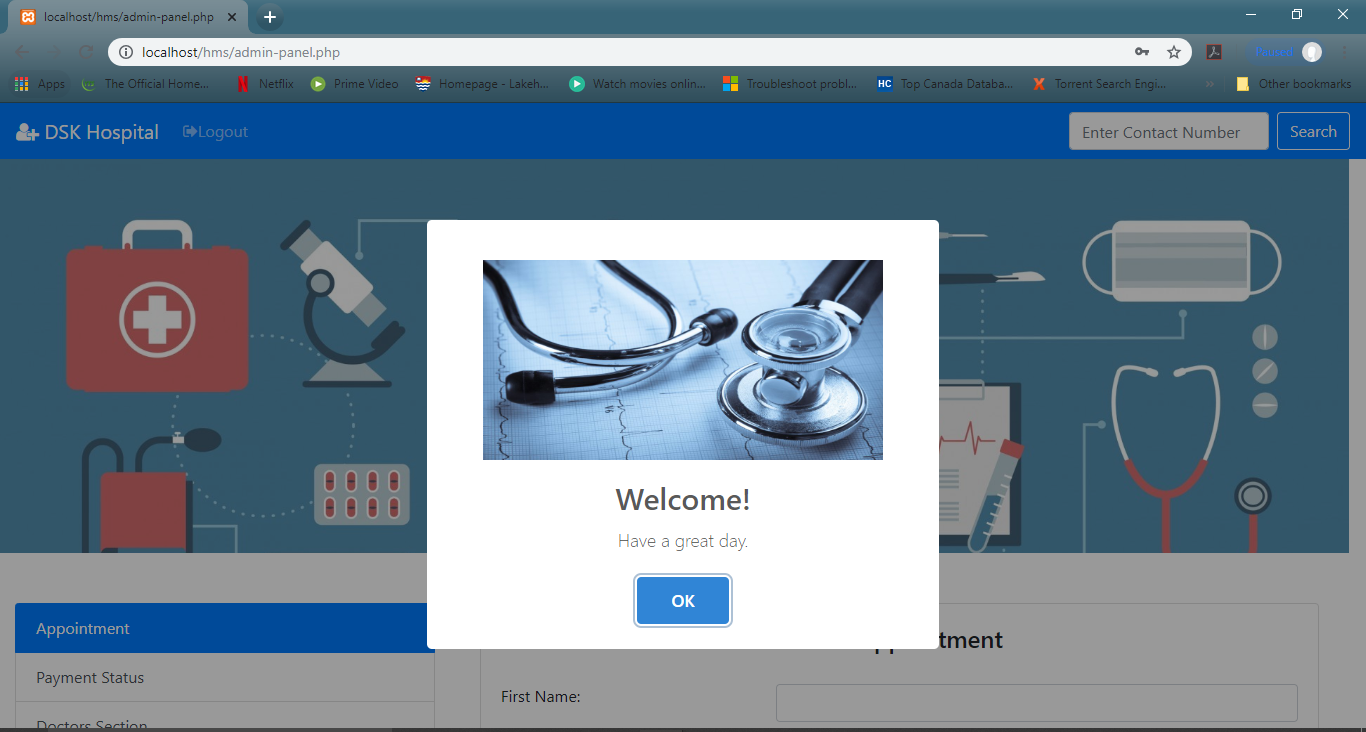 localhost/hms/admin-panel.php
localhost/hms/admin-panel.php
Paused
Apps
The Official Home...
Netflix
Prime Video
Homepage - Lakeh...
Watch movies onlin...
Troubleshoot probl...
HC Top Canada Databa...
Torrent Search Engi...
»
Other bookmarks
DSK Hospital
Logout
Enter Contact Number
Search
Welcome!
Have a great day.
OK
Appointment
Payment Status
Doctors Section
tment
First Name: